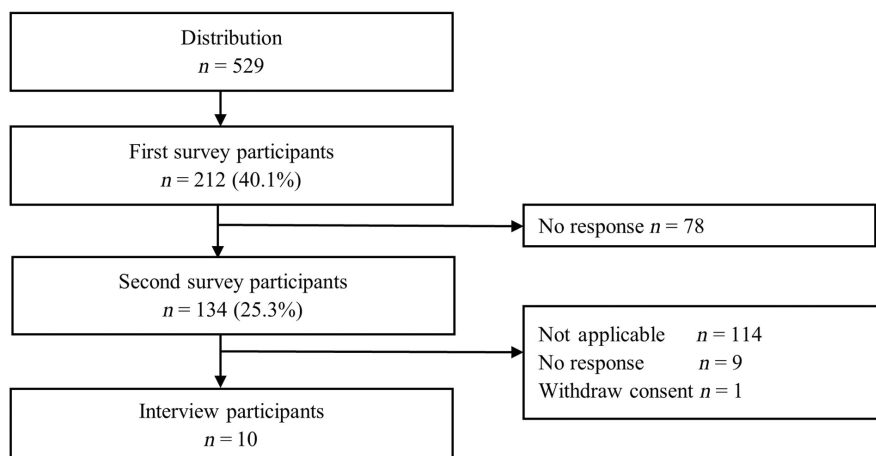 Distribution
n = 529
First survey participants
n = 212 (40.1%)
No response n = 78
Second survey participants
n = 134 (25.3%)
Not applicable n = 114
No response n = 9
Withdraw consent n = 1
Interview participants
n = 10